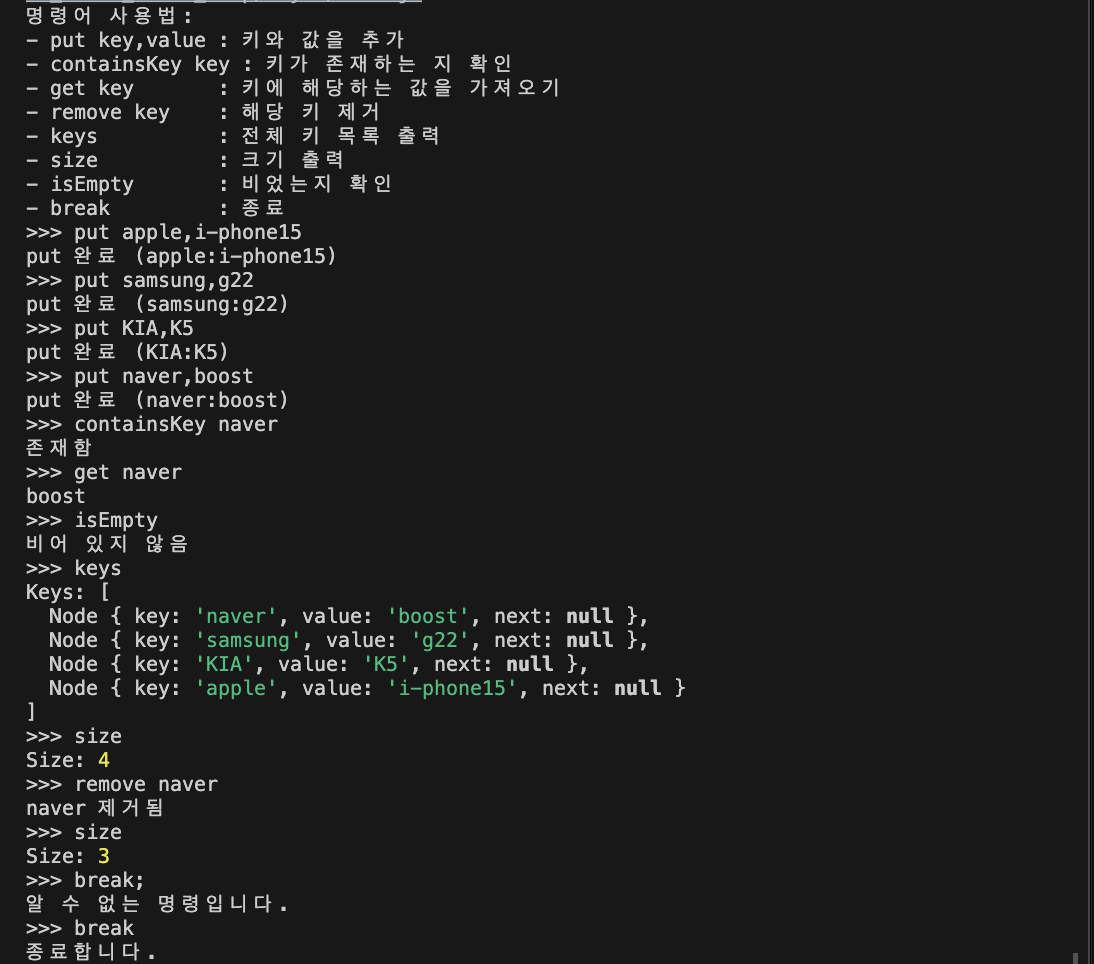 명령어 사용법:
- put key,value : 키와 값을 추가
- containsKey key : 키가 존재하는 지 확인
- get key       : 키에 해당하는 값을 가져오기
- remove key    : 해당 키 제거
- keys          : 전체 키 목록 출력
- size          : 크기 출력
- isEmpty       : 비었는지 확인
- break         : 종료
>>> put apple,i-phone15
put 완료 (apple:i-phone15)
>>> put samsung,g22
put 완료 (samsung:g22)
>>> put KIA,K5
put 완료 (KIA:K5)
>>> put naver,boost
put 완료 (naver:boost)
>>> containsKey naver
존재함
>>> get naver
boost
>>> isEmpty
비어 있지 않음
>>> keys
Keys: [
  Node { key: 'naver', value: 'boost', next: null },
  Node { key: 'samsung', value: 'g22', next: null },
  Node { key: 'KIA', value: 'K5', next: null },
  Node { key: 'apple', value: 'i-phone15', next: null }
]
>>> size
Size: 4
>>> remove naver
naver 제거됨
>>> size
Size: 3
>>> break;
알 수 없는 명령입니다.
>>> break
종료합니다.